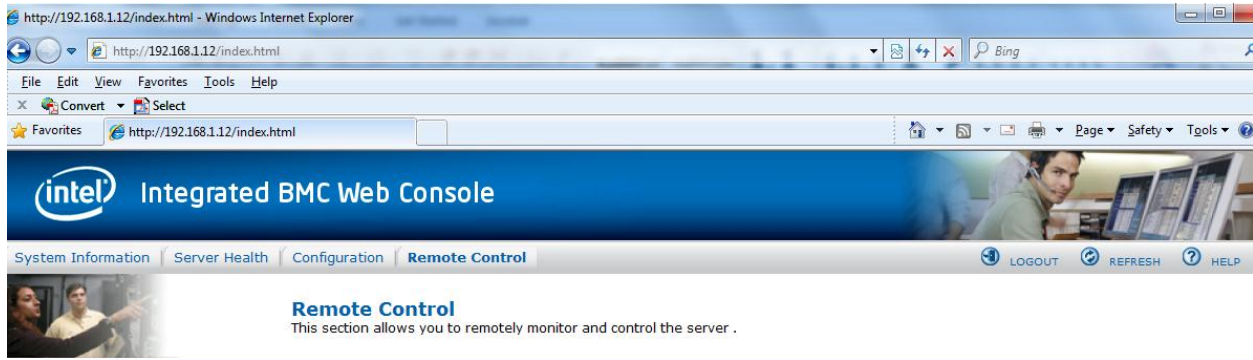 http://192.168.1.12/index.html - Windows Internet Explorer
http://192.168.1.12/index.html
Bing
File Edit View Favorites Tools Help
x Convert Select
Favorites http://192.168.1.12/index.html Page Safety Tools
intel Integrated BMC Web Console
System Information Server Health Configuration Remote Control LOGOUT REFRESH HELP
Remote Control
This section allows you to remotely monitor and control the server .